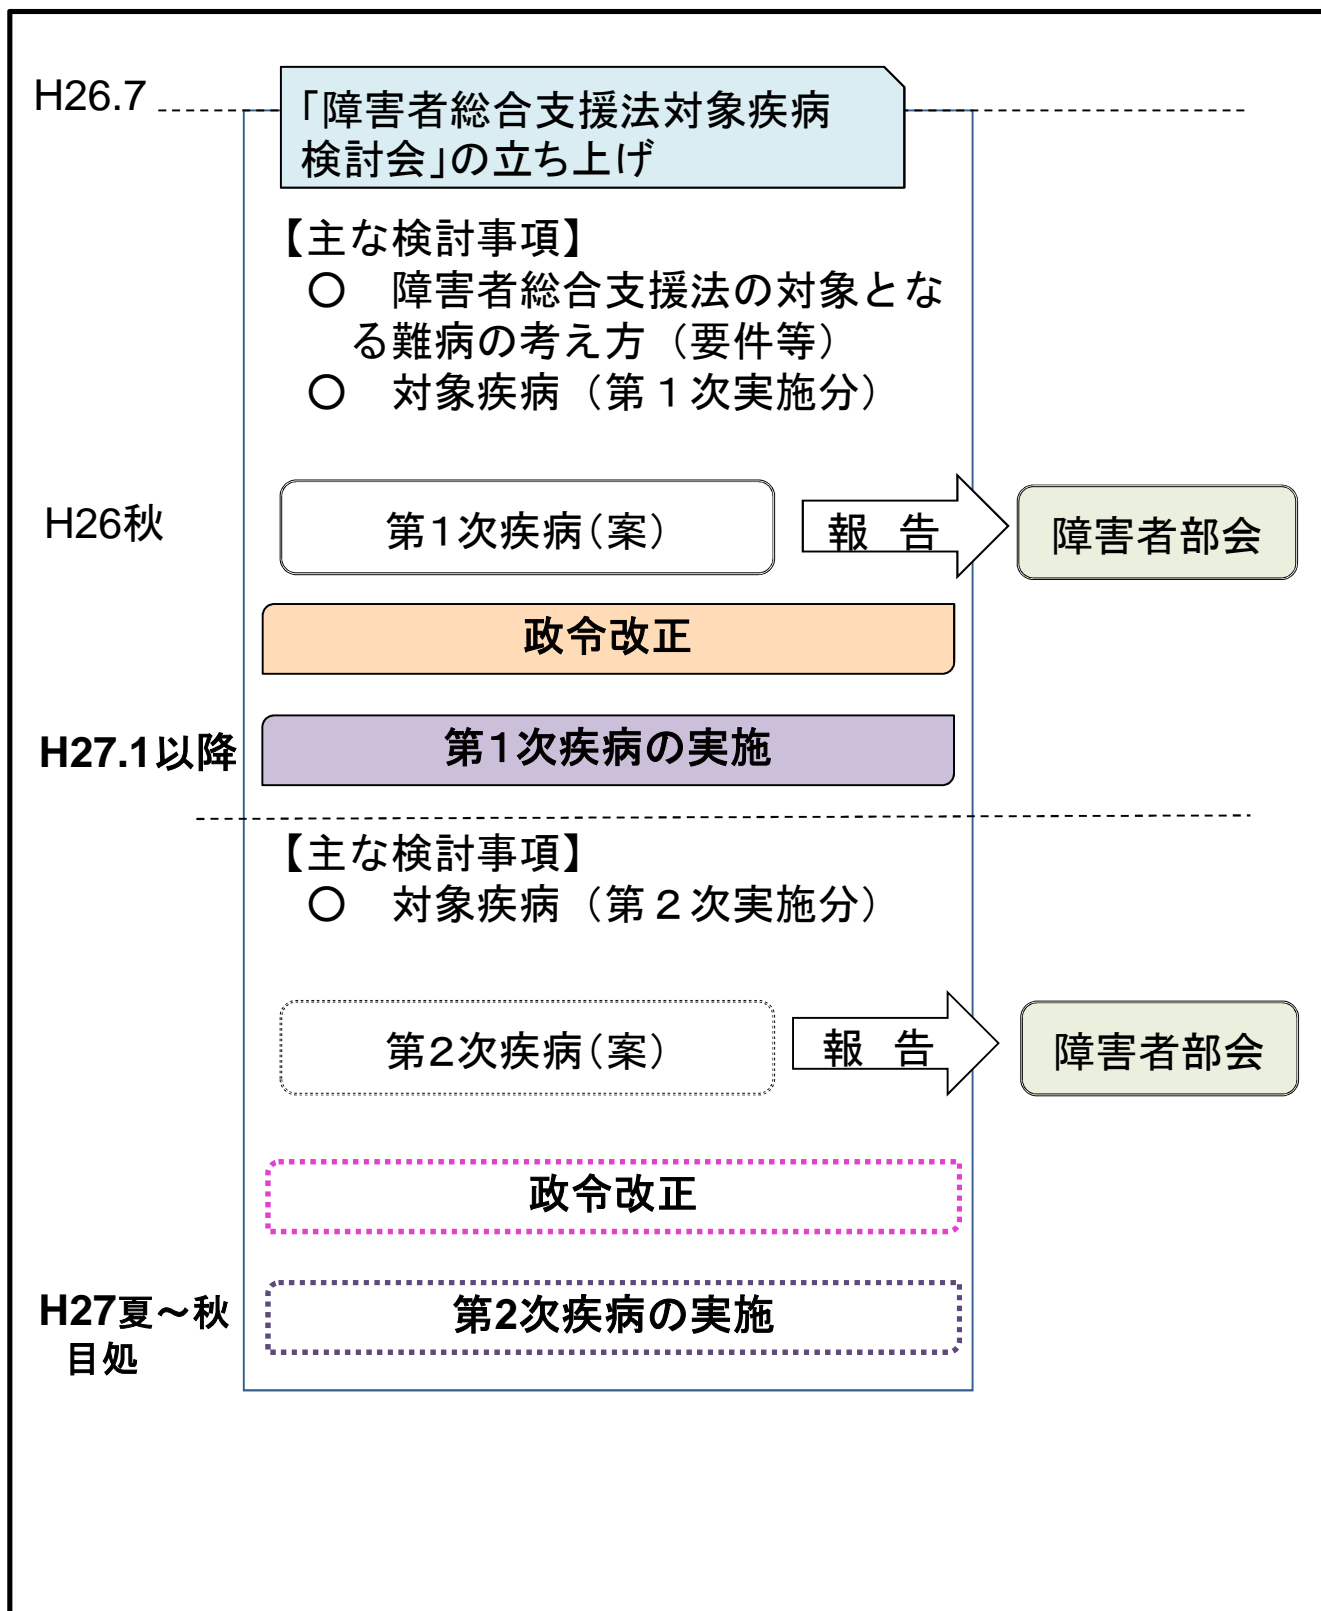 H26.7
「障害者総合支援法対象疾病
検討会」の立ち上げ
【主な検討事項】
○　障害者総合支援法の対象とな
る難病の考え方（要件等）
○　対象疾病（第１次実施分）
H26秋
第１次疾病（案）
報　告
障害者部会
政令改正
H27.1以降
第１次疾病の実施
【主な検討事項】
○　対象疾病（第２次実施分）
第２次疾病（案）
報　告
障害者部会
政令改正
H27夏～秋
目処
第2次疾病の実施